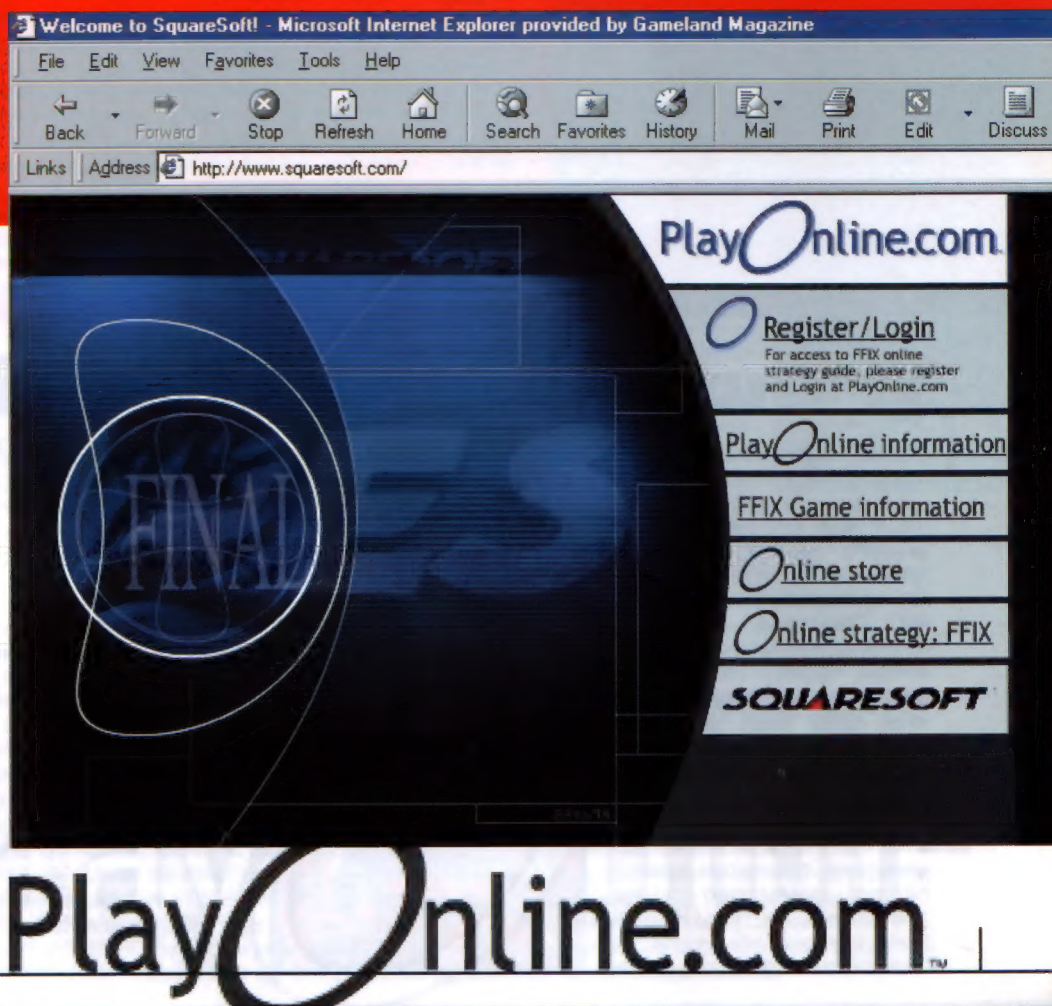 Welcome to SquareSoft! - Microsoft Internet Explorer provided by Gameland Magazine
File Edit View Favorites Tools Help
Back Forward Stop Refresh Home Search Favorites History Mail Print Edit Discuss
Links Address http://www.squaresoft.com/
PlayOnline.com
Register/Login
For access to FFIX online
strategy guide, please register
and Login at PlayOnline.com
PlayOnline information
FFIX Game information
Online store
Online strategy: FFIX
SQUARESOFT
FINAL
PlayOnline.com™